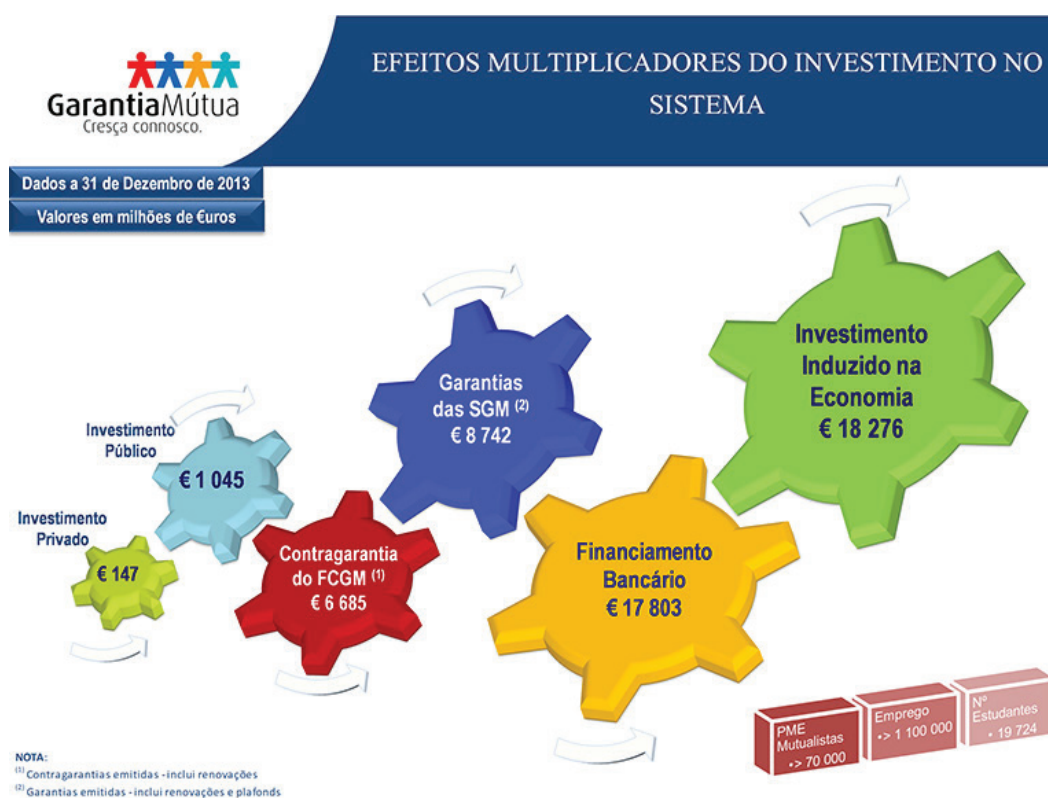 EFEITOS MULTIPLICADORES DO INVESTIMENTO NO
SISTEMA
GarantiaMútua
Cresça connosco.
Dados a 31 de Dezembro de 2013
Valores em milhões de €uros
Investimento
Privado
€ 147
Investimento
Público
€ 1 045
Contragarantia
do FCGM (1)
€ 6 685
Garantias
das SGM (2)
€ 8 742
Financiamento
Bancário
€ 17 803
Investimento
Induzido na
Economia
€ 18 276
PME
Mutualistas
•> 70 000
Emprego
•> 1 100 000
Nº
Estudantes
• 19 724
NOTA:
(1) Contragarantias emitidas - inclui renovações
(2) Garantias emitidas - inclui renovações e plafonds